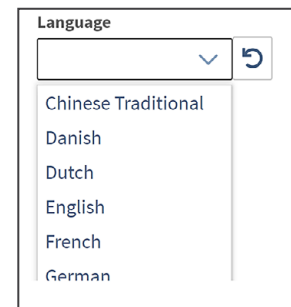 Language
Chinese Traditional
Danish
Dutch
English
French
German